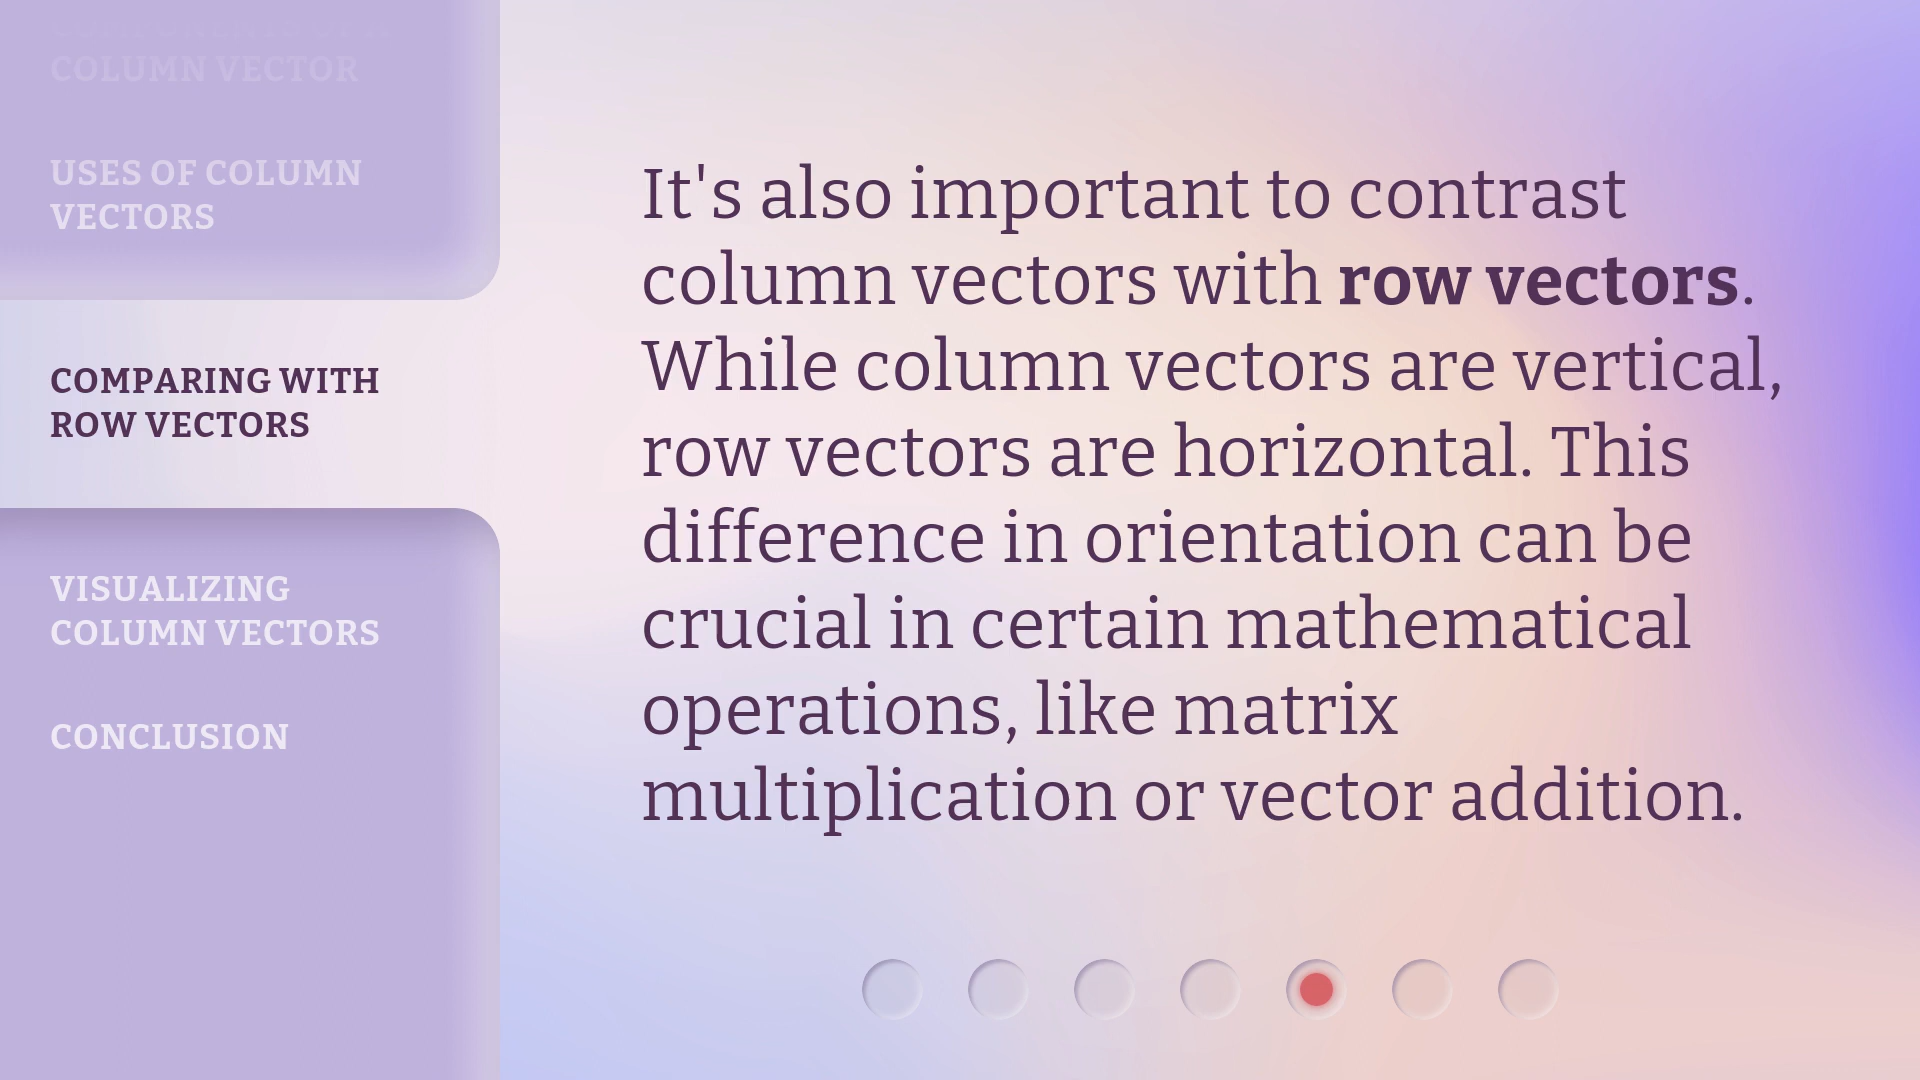 COLUMN VECTOR
USES OF COLUMN
VECTORS
COMPARING WITH
ROW VECTORS
VISUALIZING
COLUMN VECTORS
CONCLUSION
It's also important to contrast
column vectors with row vectors.
While column vectors are vertical,
row vectors are horizontal. This
difference in orientation can be
crucial in certain mathematical
operations, like matrix
multiplication or vector addition.